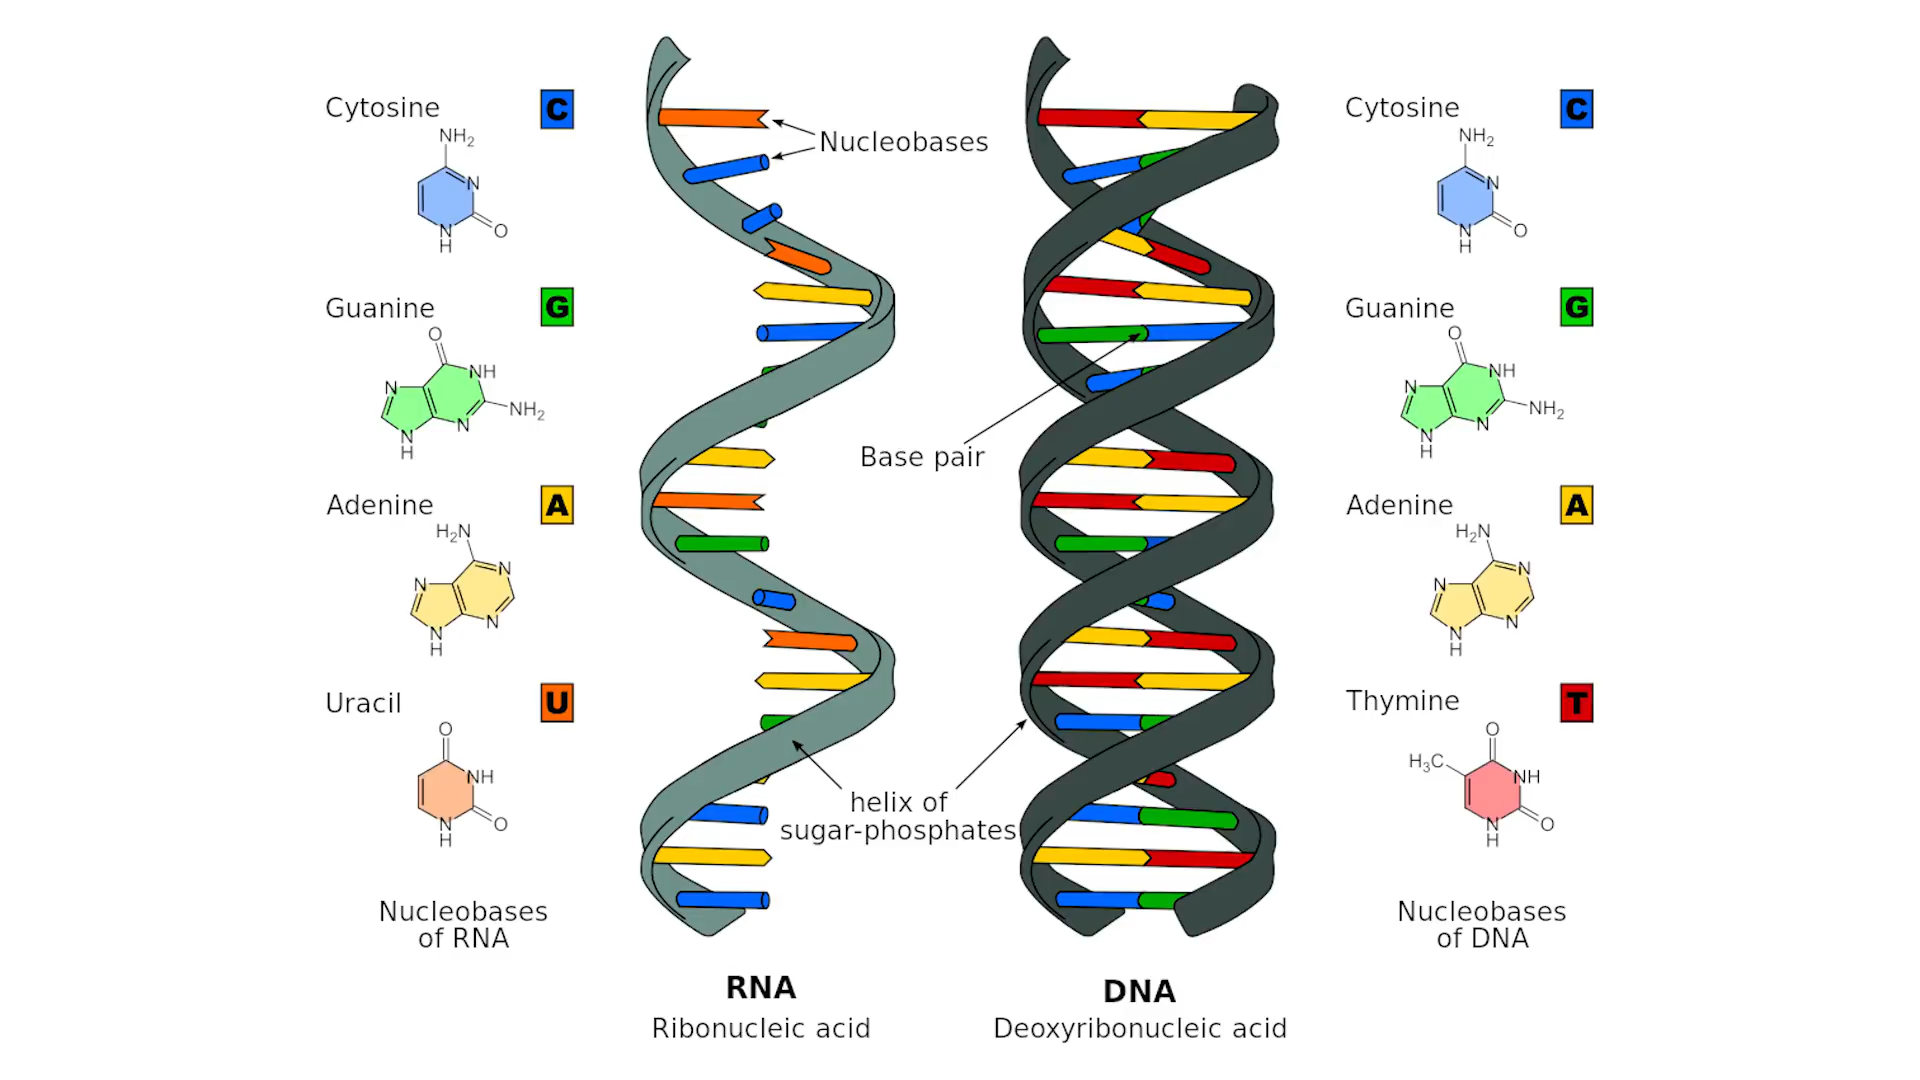 Cytosine
C
NH2
N
N
H
O
Guanine
G
O
NH
N
NH2
N
N
H
Adenine
A
H2N
N
N
N
N
H
Uracil
U
O
NH
N
H
O
Nucleobases
of RNA
Nucleobases
Base pair
helix of
sugar-phosphates
RNA
Ribonucleic acid
DNA
Deoxyribonucleic acid
Cytosine
C
NH2
N
N
H
O
Guanine
G
O
NH
N
NH2
N
N
H
Adenine
A
H2N
N
N
N
N
H
Thymine
T
O
H3C
NH
N
H
O
Nucleobases
of DNA